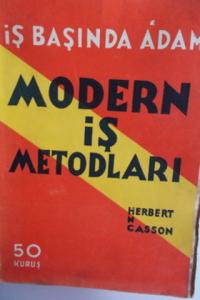 İŞ BAŞINDA ADAM
MODERN
İŞ
METODLARI
HERBERT
N
CASSON
50
KURUŞ